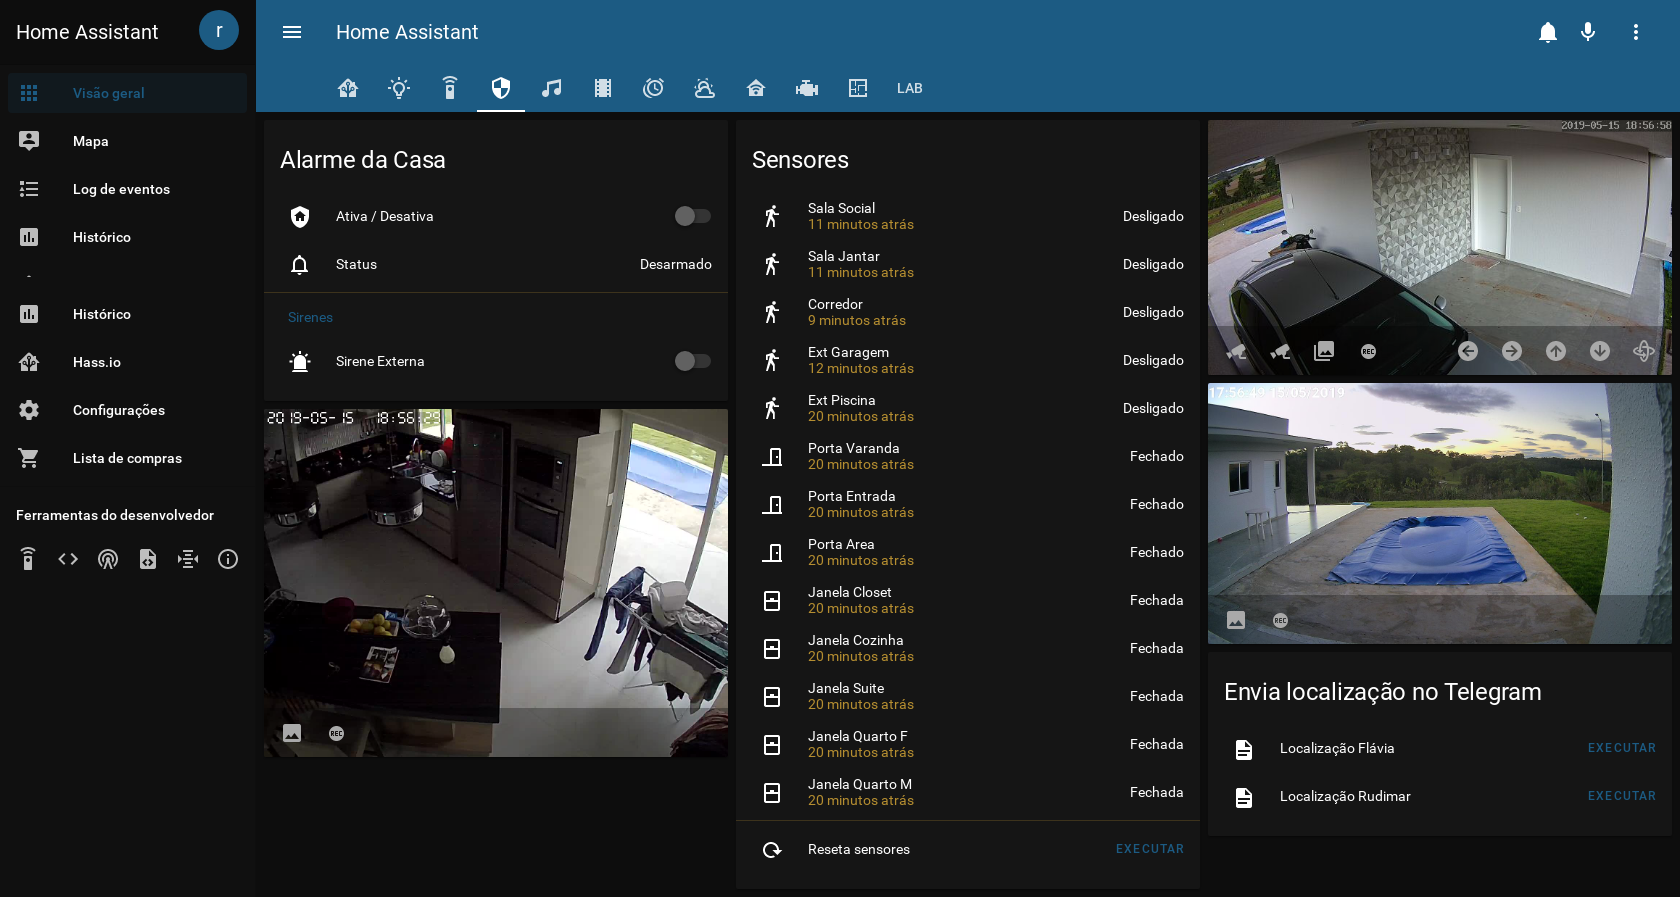 Home Assistant
r
Visão geral
Mapa
Log de eventos
Histórico
-
Histórico
Hass.io
Configurações
Lista de compras
Ferramentas do desenvolvedor
Home Assistant
LAB
Alarme da Casa
Ativa / Desativa
Status Desarmado
Sirenes
Sirene Externa
2019-05-15 18:56:29
REC
Sensores
Sala Social
11 minutos atrás
Desligado
Sala Jantar
11 minutos atrás
Desligado
Corredor
9 minutos atrás
Desligado
Ext Garagem
12 minutos atrás
Desligado
Ext Piscina
20 minutos atrás
Desligado
Porta Varanda
20 minutos atrás
Fechado
Porta Entrada
20 minutos atrás
Fechado
Porta Area
20 minutos atrás
Fechado
Janela Closet
20 minutos atrás
Fechada
Janela Cozinha
20 minutos atrás
Fechada
Janela Suite
20 minutos atrás
Fechada
Janela Quarto F
20 minutos atrás
Fechada
Janela Quarto M
20 minutos atrás
Fechada
Reseta sensores EXECUTAR
2019-05-15 18:56:58
REC
17:56:49 15/05/2019
REC
Envia localização no Telegram
Localização Flávia EXECUTAR
Localização Rudimar EXECUTAR